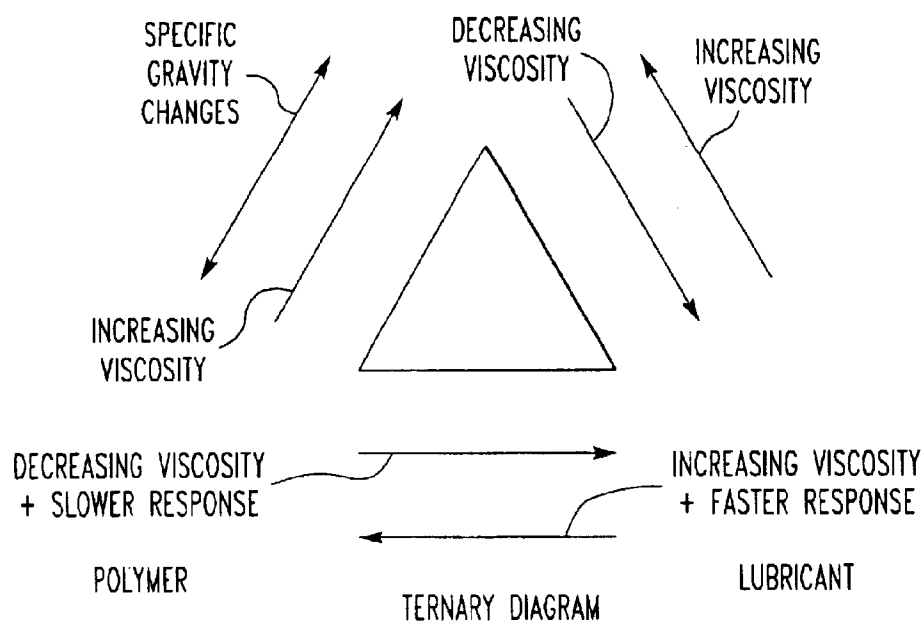 SPECIFIC
GRAVITY
CHANGES
DECREASING
VISCOSITY
INCREASING
VISCOSITY
INCREASING
VISCOSITY
DECREASING VISCOSITY
+ SLOWER RESPONSE
INCREASING VISCOSITY
+ FASTER RESPONSE
POLYMER
LUBRICANT
TERNARY DIAGRAM